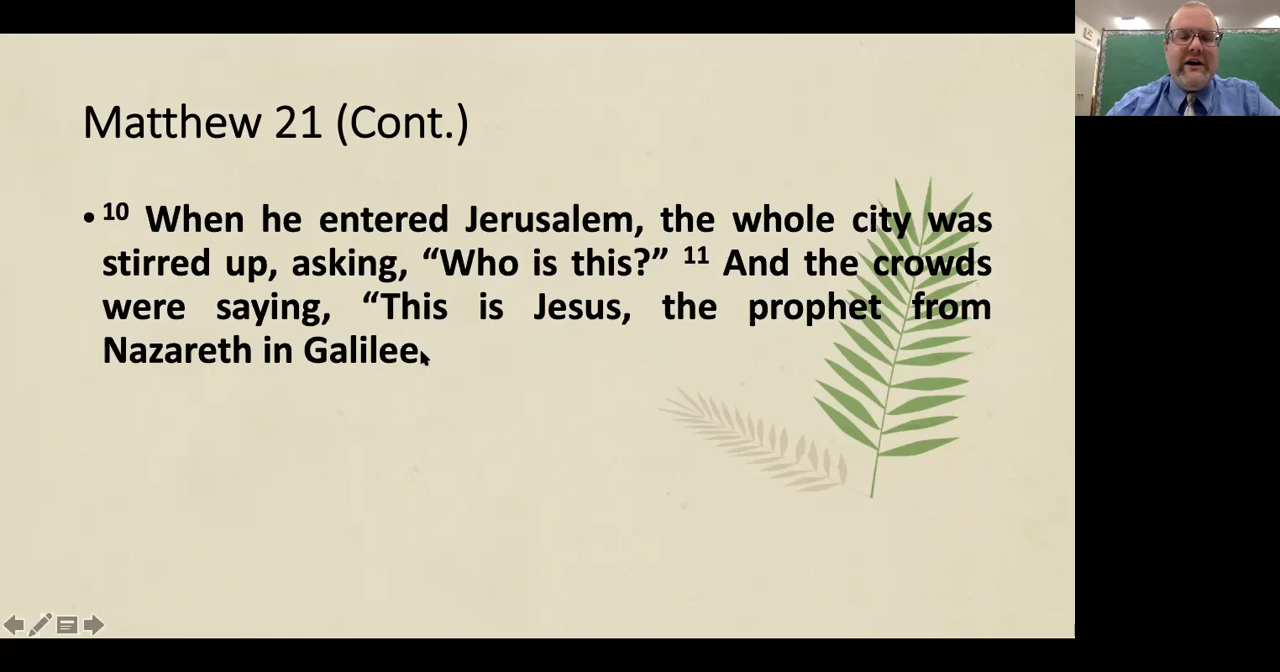 Matthew 21 (Cont.)
• ¹⁰ When he entered Jerusalem, the whole city was
stirred up, asking, “Who is this?” ¹¹ And the crowds
were saying, “This is Jesus, the prophet from
Nazareth in Galilee.